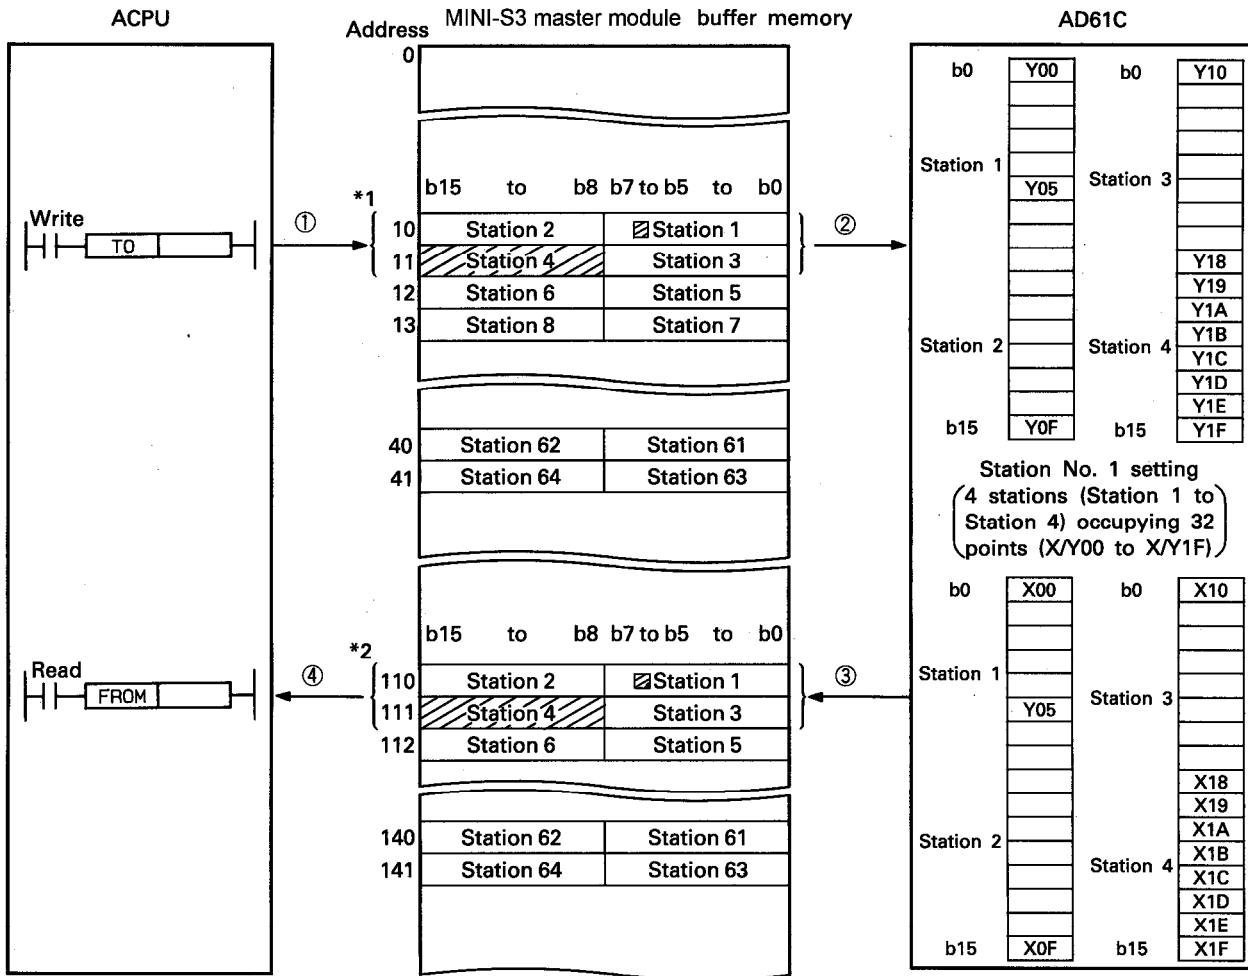 ACPU
MINI-S3 master module buffer memory
AD61C
Address
0
b15 to b8 b7 to b5 to b0
*1
Write
TO
①
10 Station 2 Station 1
11 Station 4 Station 3
12 Station 6 Station 5
13 Station 8 Station 7
40 Station 62 Station 61
41 Station 64 Station 63
②
b0 Y00
Station 1
Y05
Station 2
b15 Y0F
b0 Y10
Station 3
Y18
Y19
Y1A
Y1B
Station 4
Y1C
Y1D
Y1E
b15 Y1F
Station No. 1 setting
4 stations (Station 1 to
Station 4) occupying 32
points (X/Y00 to X/Y1F)
b15 to b8 b7 to b5 to b0
*2
Read
FROM
④
110 Station 2 Station 1
111 Station 4 Station 3
112 Station 6 Station 5
140 Station 62 Station 61
141 Station 64 Station 63
③
b0 X00
Station 1
Y05
Station 2
b15 X0F
b0 X10
Station 3
X18
X19
X1A
X1B
Station 4
X1C
X1D
X1E
b15 X1F